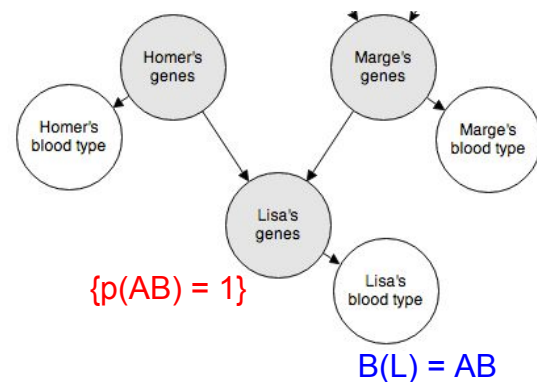 Homer's
genes
Marge's
genes
Homer's
blood type
Marge's
blood type
Lisa's
genes
{p(AB) = 1}
Lisa's
blood type
B(L) = AB